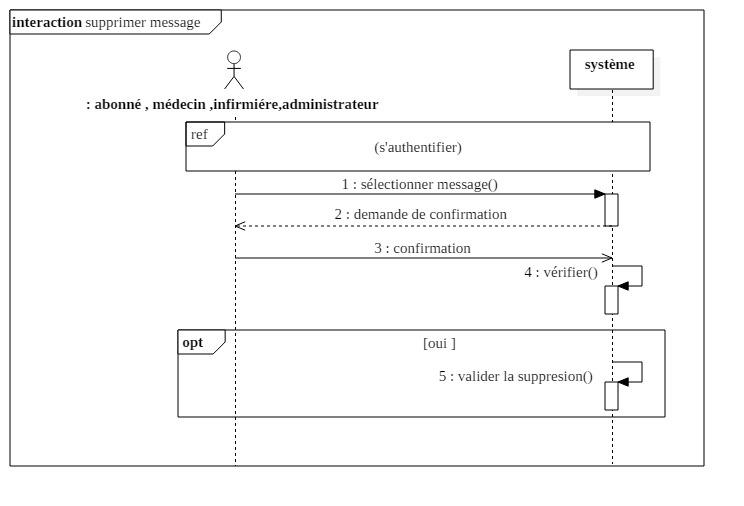 interaction supprimer message
système
: abonné , médecin ,infirmiére,administrateur
ref
(s'authentifier)
1 : sélectionner message()
2 : demande de confirmation
3 : confirmation
4 : vérifier()
opt
[oui ]
5 : valider la suppresion()